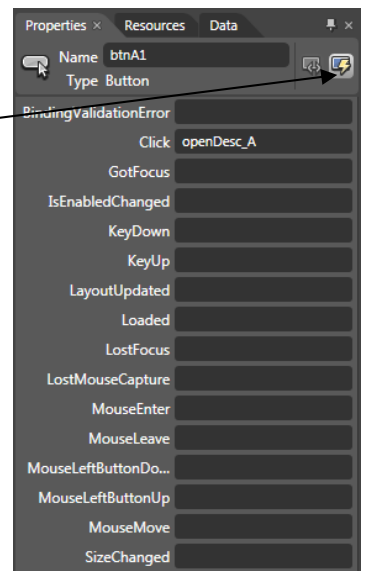 Properties × Resources Data
Name btnA1
Type Button
BindingValidationError
Click openDesc_A
GotFocus
IsEnabledChanged
KeyDown
KeyUp
LayoutUpdated
Loaded
LostFocus
LostMouseCapture
MouseEnter
MouseLeave
MouseLeftButtonDo...
MouseLeftButtonUp
MouseMove
SizeChanged